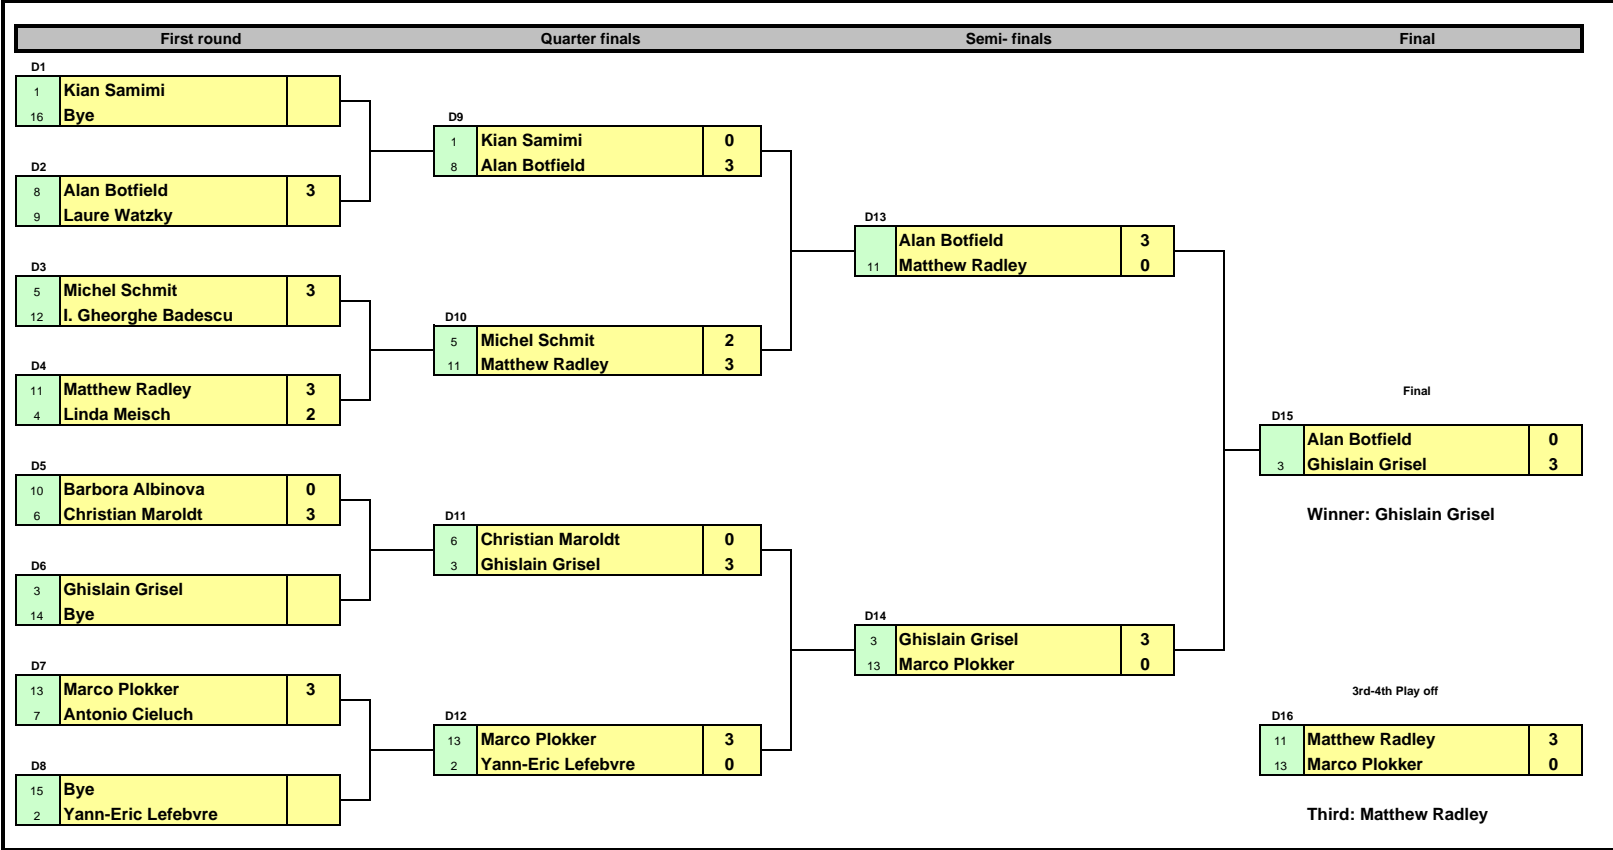 First round Quarter finals Semi- finals Final
D1
1 Kian Samimi
16 Bye
D2
8 Alan Botfield 3
9 Laure Watzky
D3
5 Michel Schmit 3
12 I. Gheorghe Badescu
D4
11 Matthew Radley 3
4 Linda Meisch 2
D5
10 Barbora Albinova 0
6 Christian Maroldt 3
D6
3 Ghislain Grisel
14 Bye
D7
13 Marco Plokker 3
7 Antonio Cieluch
D8
15 Bye
2 Yann-Eric Lefebvre
D9
1 Kian Samimi 0
8 Alan Botfield 3
D10
5 Michel Schmit 2
11 Matthew Radley 3
D11
6 Christian Maroldt 0
3 Ghislain Grisel 3
D12
13 Marco Plokker 3
2 Yann-Eric Lefebvre 0
D13
Alan Botfield 3
11 Matthew Radley 0
D14
3 Ghislain Grisel 3
13 Marco Plokker 0
Final
D15
Alan Botfield 0
3 Ghislain Grisel 3
Winner: Ghislain Grisel
3rd-4th Play off
D16
11 Matthew Radley 3
13 Marco Plokker 0
Third: Matthew Radley